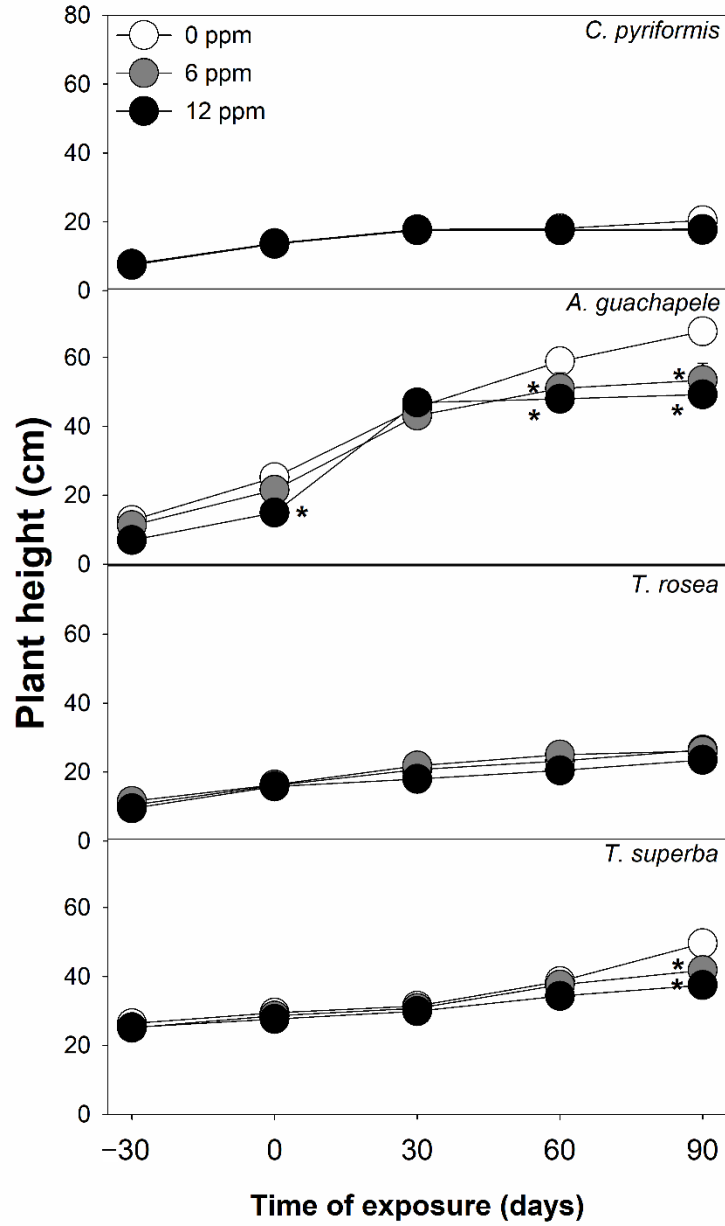 80
C. pyriformis
0 ppm
6 ppm
60
12 ppm
40
20
0
A. guachapele
60
*
*
*
*
40
20
*
0
T. rosea
60
40
20
0
T. superba
60
*
40
*
20
0
−30 0 30 60 90
Plant height (cm)
Time of exposure (days)